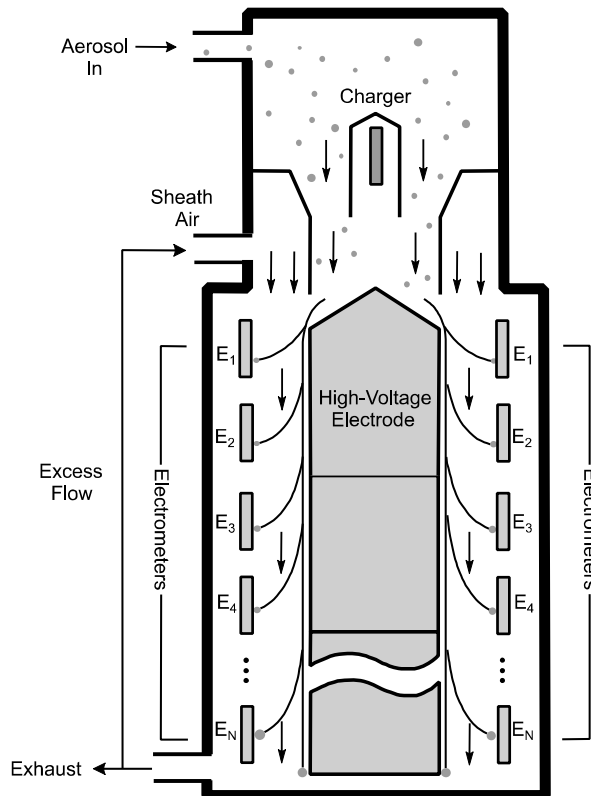 Aerosol
In
Charger
Sheath
Air
E1
E1
High-Voltage
Electrode
E2
E2
Excess
Flow
Electrometers
Electrometers
E3
E3
E4
E4
EN
EN
Exhaust